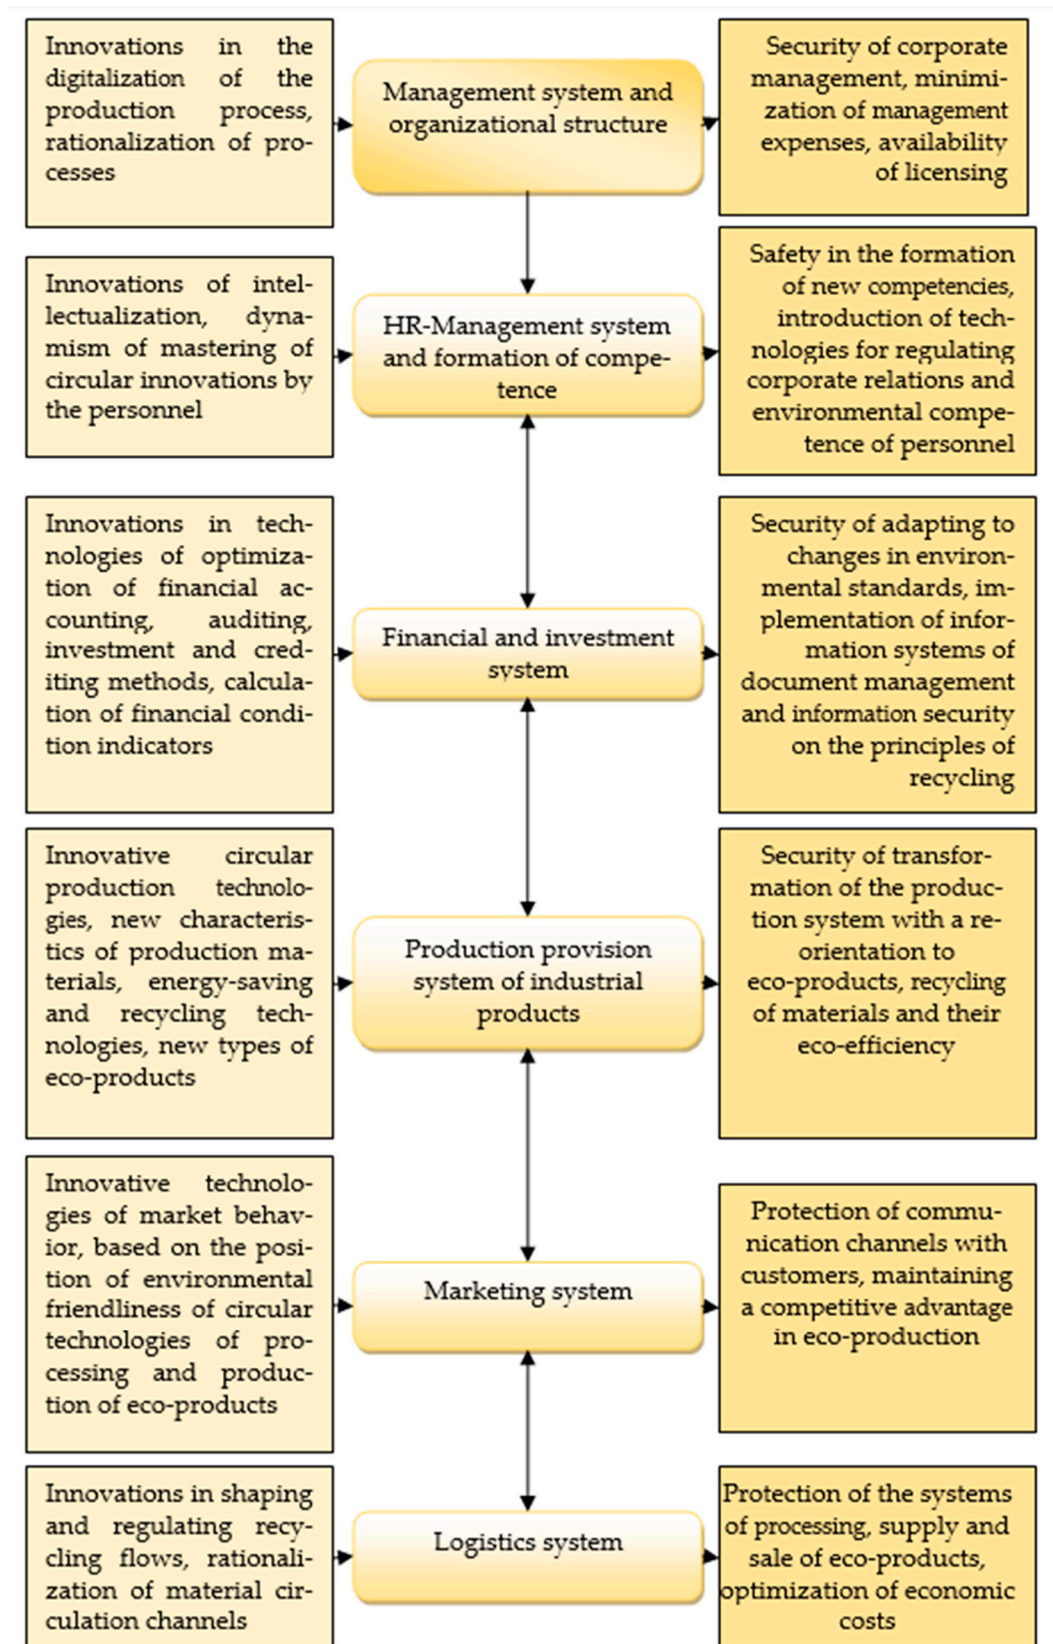 Innovations in the
digitalization of the
production process,
rationalization of pro-
cesses
Management system and
organizational structure
Security of corporate
management, minimi-
zation of management
expenses, availability
of licensing
Innovations of intel-
lectualization, dyna-
mism of mastering of
circular innovations by
the personnel
HR-Management system
and formation of compe-
tence
Safety in the formation
of new competencies,
introduction of tech-
nologies for regulating
corporate relations and
environmental compe-
tence of personnel
Innovations in tech-
nologies of optimiza-
tion of financial ac-
counting, auditing,
investment and cred-
iting methods, calcula-
tion of financial condi-
tion indicators
Financial and investment
system
Security of adapting to
changes in environ-
mental standards, im-
plementation of infor-
mation systems of
document management
and information security
on the principles of
recycling
Innovative circular
production technolo-
gies, new characteris-
tics of production ma-
terials, energy-saving
and recycling tech-
nologies, new types of
eco-products
Production provision
system of industrial
products
Security of transfor-
mation of the produc-
tion system with a re-
orientation to
eco-products, recycling
of materials and their
eco-efficiency
Innovative technolo-
gies of market behav-
ior, based on the posi-
tion of environmental
friendliness of circular
technologies of pro-
cessing and produc-
tion of eco-products
Marketing system
Protection of commu-
nication channels with
customers, maintaining
a competitive advantage
in eco-production
Innovations in shaping
and regulating recy-
cling flows, rationali-
zation of material cir-
culation channels
Logistics system
Protection of the systems
of processing, supply and
sale of eco-products,
optimization of economic
costs